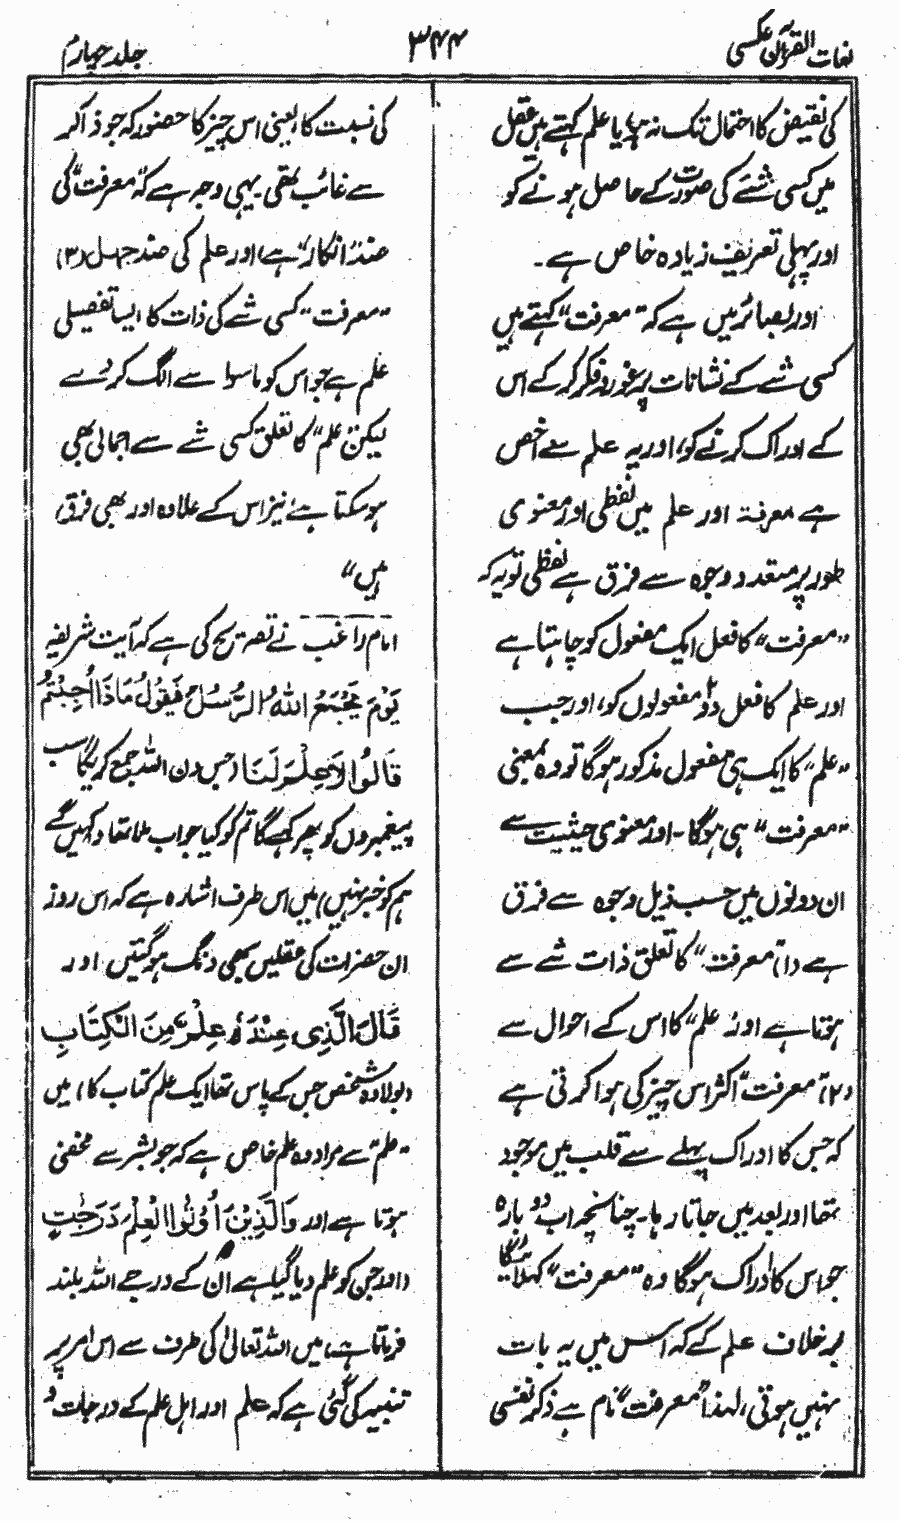 لغات القرآن عکسی
۳۴۴
جلد چہارم
کی نقیض کا احتمال تک نہ رہے یا علم کہتے ہیں عقل
میں کسی شئے کی صورت کے حاصل ہونے کو
اور پہلی تعریف زیادہ خاص ہے۔
اور بصائر میں ہے کہ "معرفت" کہتے ہیں
کسی شے کے نشانات پر غور و فکر کر کے اس
کے ادراک کرنے کو، اور یہ علم سے اخص
ہے معرفۃ اور علم میں لفظی اور معنوی
طور پر متعدد وجوہ سے فرق ہے لفظی تو یہ کہ
"معرفت" کا فعل ایک مفعول کو چاہتا ہے
اور علم کا فعل دو مفعولوں کو، اور جب
"علم" کا ایک ہی مفعول مذکور ہوگا تو وہ بمعنی
"معرفت" ہی ہوگا۔ اور معنوی حیثیت سے
ان دونوں میں حسب ذیل وجوہ سے فرق
ہے (۱) "معرفت" کا تعلق ذات شے سے
ہوتا ہے اور "علم" کا اس کے احوال سے
(۲) "معرفت" اکثر اس چیز کی ہوا کرتی ہے
کہ جس کا ادراک پہلے سے قلب میں موجود
تھا اور بعد میں جاتا رہا۔ چنانچہ اب دوبارہ
جو اس کا ادراک ہوگا وہ "معرفت" کہلائیگا
بر خلاف علم کے کہ اس میں یہ بات
نہیں ہوتی، لہذا "معرفت" نام ہے ذکر نفسی
کی نسبت کا یعنی اس چیز کا حضور کہ جو ذاکر
سے غائب تھی یہی وجہ ہے کہ "معرفت" کی
ضد "انکار" ہے، اور علم کی ضد جہل (۳)
"معرفت" کسی شے کی ذات کا ایسا تفصیلی
علم ہے جو اس کو ماسوا سے الگ کر دے
لیکن "علم" کا تعلق کسی شے سے اجمالی بھی
ہو سکتا ہے نیز اس کے علاوہ اور بھی فرق
ہیں"
امام راغب نے تصریح کی ہے کہ آیت شریفہ
يَوْمَ يَجْمَعُ اللّٰهُ الرُّسُلَ فَيَقُوْلُ مَاذَا أُجِبْتُمْ
قَالُوْا لَا عِلْمَ لَنَا (جس دن اللہ جمع کریگا سب
پیغمبروں کو پھر کہے گا تم کو کیا جواب ملا تھا وہ کہیں گے
ہم کو خبر نہیں) میں اس طرف اشارہ ہے کہ اس روز
ان حضرات کی عقلیں بھی دنگ ہوگئیں اور
قَالَ الَّذِي عِنْدَهُ عِلْمٌ مِنَ الْكِتَابِ
(بولا وہ شخص جس کے پاس تھا ایک علم کتاب کا) میں
"علم" سے مراد وہ علم خاص ہے کہ جو بشر سے مخفی
ہوتا ہے اور وَالَّذِيْنَ أُوْتُوا الْعِلْمَ دَرَجٰتٍ
(اور جن کو علم دیا گیا ہے ان کے درجے اللہ بلند
فرماتا ہے) میں اللہ تعالیٰ کی طرف سے اس امر پر
تنبیہ کی گئی ہے کہ علم اور اہل علم کے درجات و